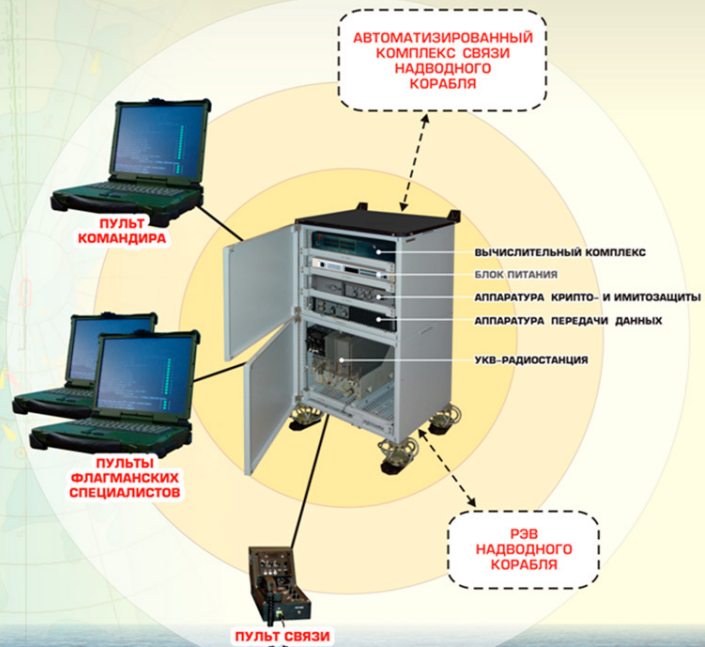 АВТОМАТИЗИРОВАННЫЙ
КОМПЛЕКС СВЯЗИ
НАДВОДНОГО
КОРАБЛЯ
ПУЛЬТ
КОМАНДИРА
ВЫЧИСЛИТЕЛЬНЫЙ КОМПЛЕКС
БЛОК ПИТАНИЯ
АППАРАТУРА КРИПТО- И ИМИТОЗАЩИТЫ
АППАРАТУРА ПЕРЕДАЧИ ДАННЫХ
УКВ-РАДИОСТАНЦИЯ
ПУЛЬТЫ
ФЛАГМАНСКИХ
СПЕЦИАЛИСТОВ
РЭВ
НАДВОДНОГО
КОРАБЛЯ
ПУЛЬТ СВЯЗИ